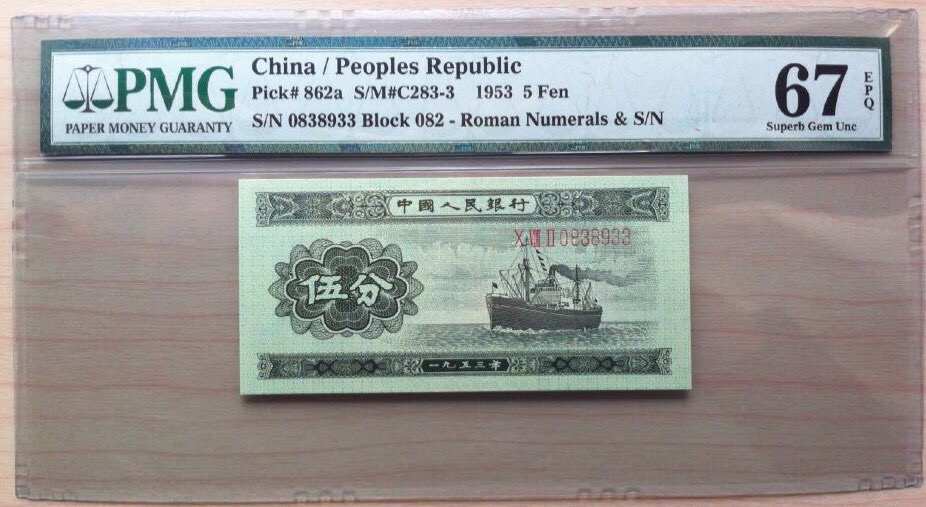 PMG
PAPER MONEY GUARANTY
China / Peoples Republic
Pick# 862a S/M#C283-3 1953 5 Fen
S/N 0838933 Block 082 - Roman Numerals & S/N
67
EPQ
Superb Gem Unc
中國人民銀行
X VIII II 0838933
伍分
一九五三年